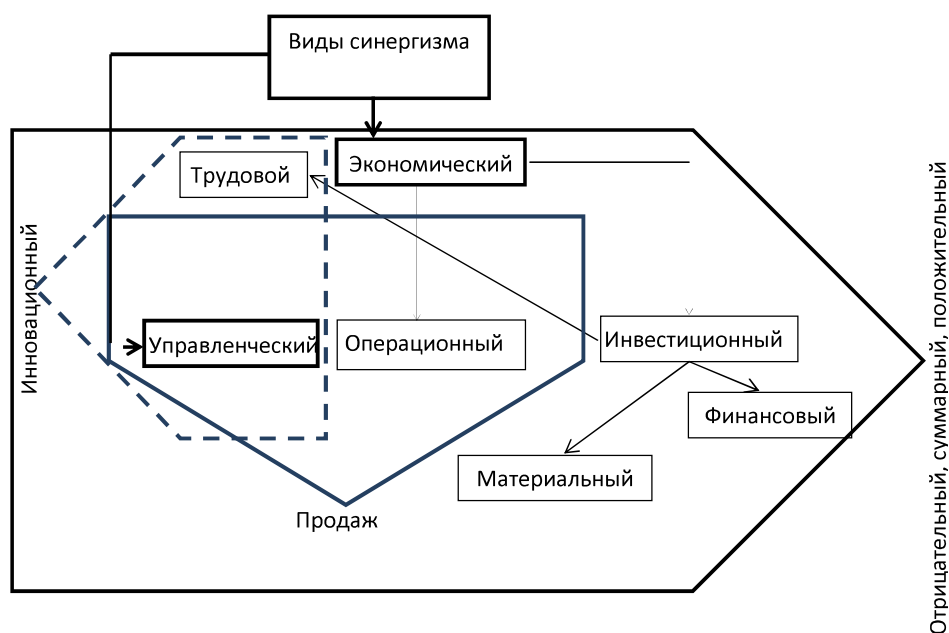 Виды синергизма
Экономический
Трудовой
Инновационный
Управленческий
Операционный
Инвестиционный
Финансовый
Материальный
Продаж
Отрицательный, суммарный, положительный